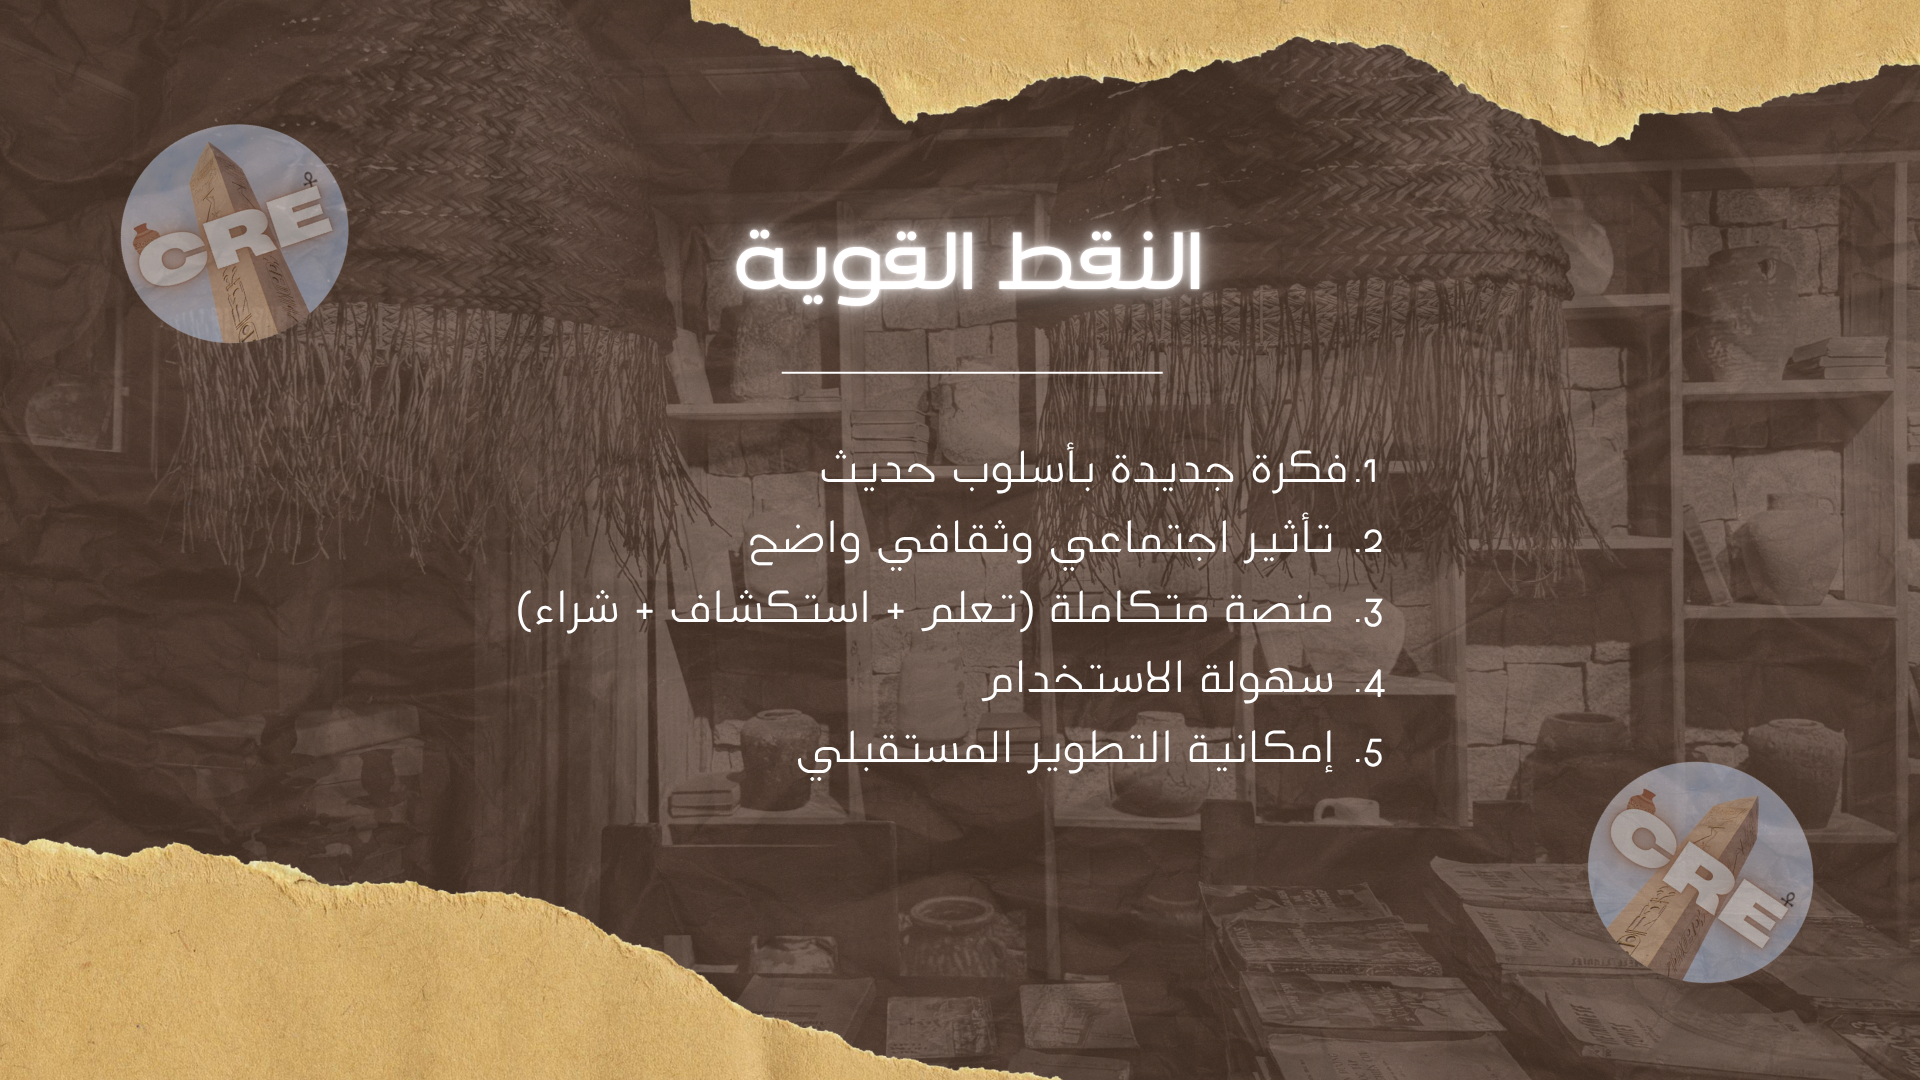 CRE
النقط القوية
1. فكرة جديدة بأسلوب حديث
2. تأثير اجتماعي وثقافي واضح
3. منصة متكاملة (تعلم + استكشاف + شراء)
4. سهولة الاستخدام
5. إمكانية التطوير المستقبلي
CRE